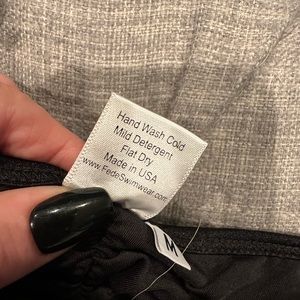 Hand Wash Cold
Mild Detergent
Flat Dry
Made in USA
www.FedeSwimwear.com
M